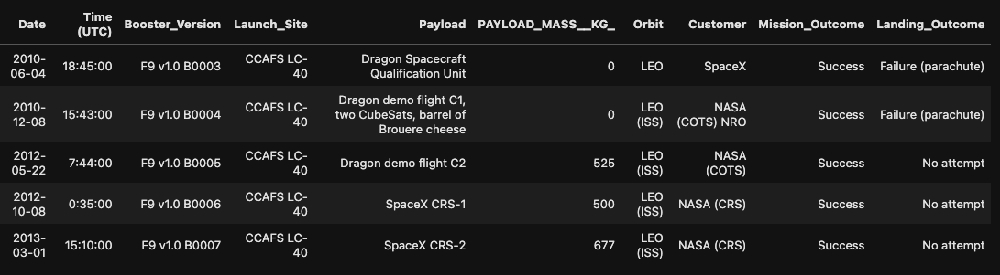 Date Time (UTC) Booster_Version Launch_Site Payload PAYLOAD_MASS__KG_ Orbit Customer Mission_Outcome Landing_Outcome
2010-06-04 18:45:00 F9 v1.0 B0003 CCAFS LC-40 Dragon Spacecraft Qualification Unit 0 LEO SpaceX Success Failure (parachute)
2010-12-08 15:43:00 F9 v1.0 B0004 CCAFS LC-40 Dragon demo flight C1, two CubeSats, barrel of Brouere cheese 0 LEO (ISS) NASA (COTS) NRO Success Failure (parachute)
2012-05-22 7:44:00 F9 v1.0 B0005 CCAFS LC-40 Dragon demo flight C2 525 LEO (ISS) NASA (COTS) Success No attempt
2012-10-08 0:35:00 F9 v1.0 B0006 CCAFS LC-40 SpaceX CRS-1 500 LEO (ISS) NASA (CRS) Success No attempt
2013-03-01 15:10:00 F9 v1.0 B0007 CCAFS LC-40 SpaceX CRS-2 677 LEO (ISS) NASA (CRS) Success No attempt